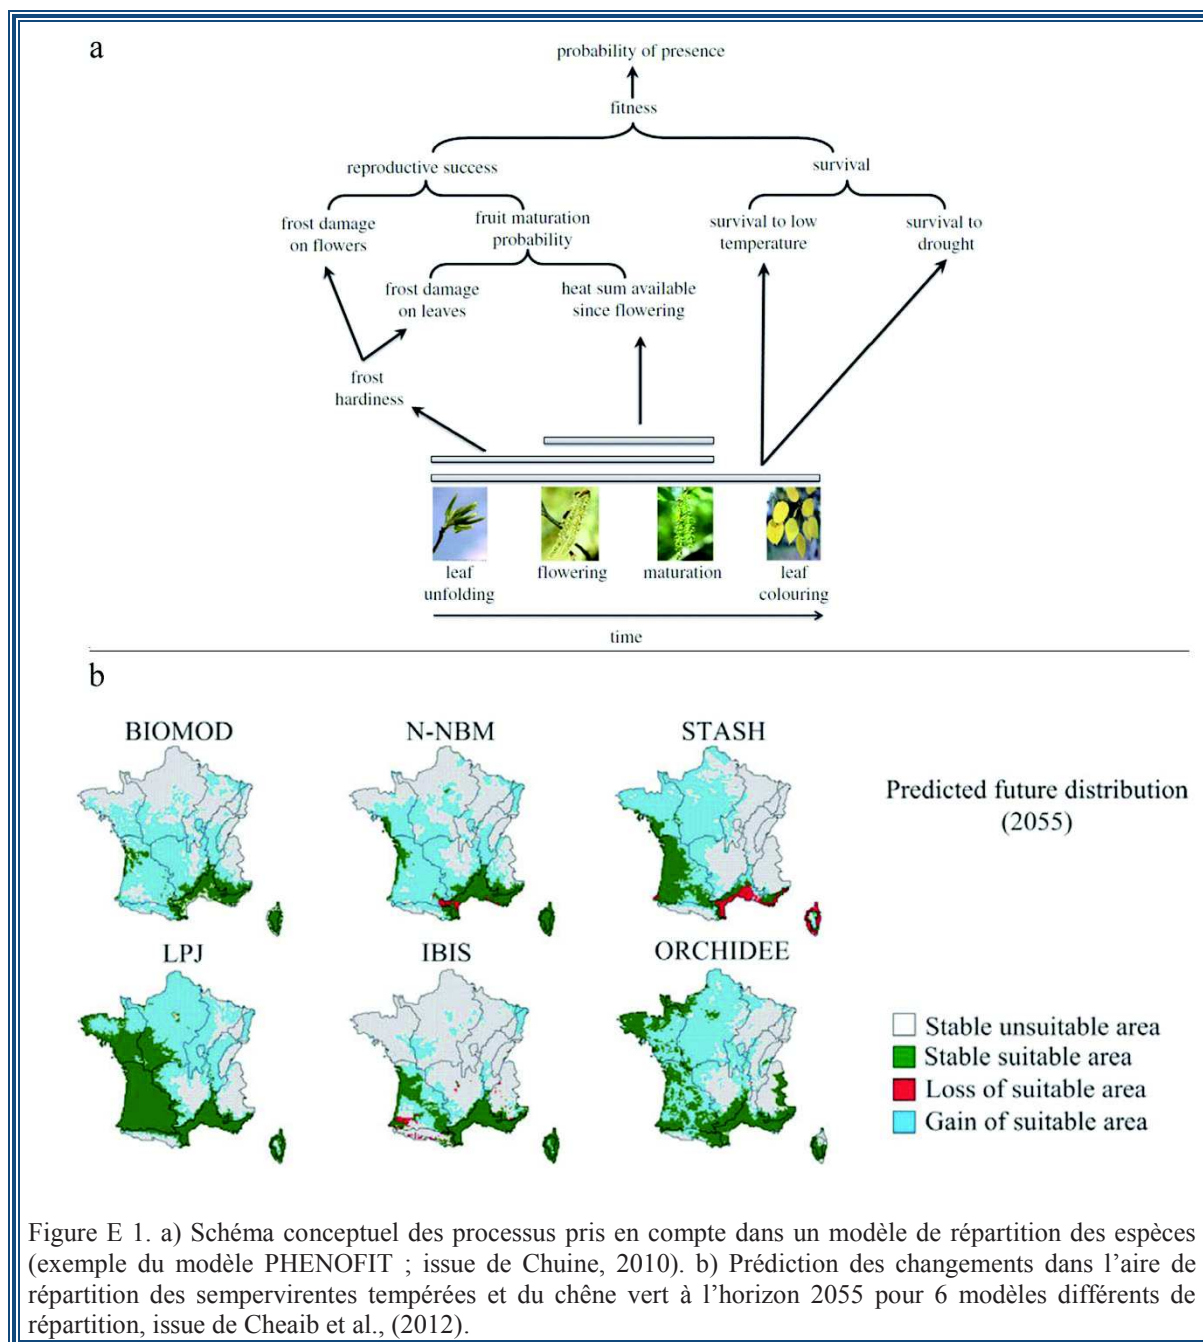 a
probability of presence
fitness
reproductive success
survival
frost damage
on flowers
fruit maturation
probability
survival to low
temperature
survival to
drought
frost damage
on leaves
heat sum available
since flowering
frost
hardiness
leaf
unfolding
flowering
maturation
leaf
colouring
time
b
BIOMOD
N-NBM
STASH
Predicted future distribution
(2055)
LPJ
IBIS
ORCHIDEE
Stable unsuitable area
Stable suitable area
Loss of suitable area
Gain of suitable area
Figure E 1. a) Schéma conceptuel des processus pris en compte dans un modèle de répartition des espèces
(exemple du modèle PHENOFIT ; issue de Chuine, 2010). b) Prédiction des changements dans l’aire de
répartition des sempervirentes tempérées et du chêne vert à l’horizon 2055 pour 6 modèles différents de
répartition, issue de Cheaib et al., (2012).